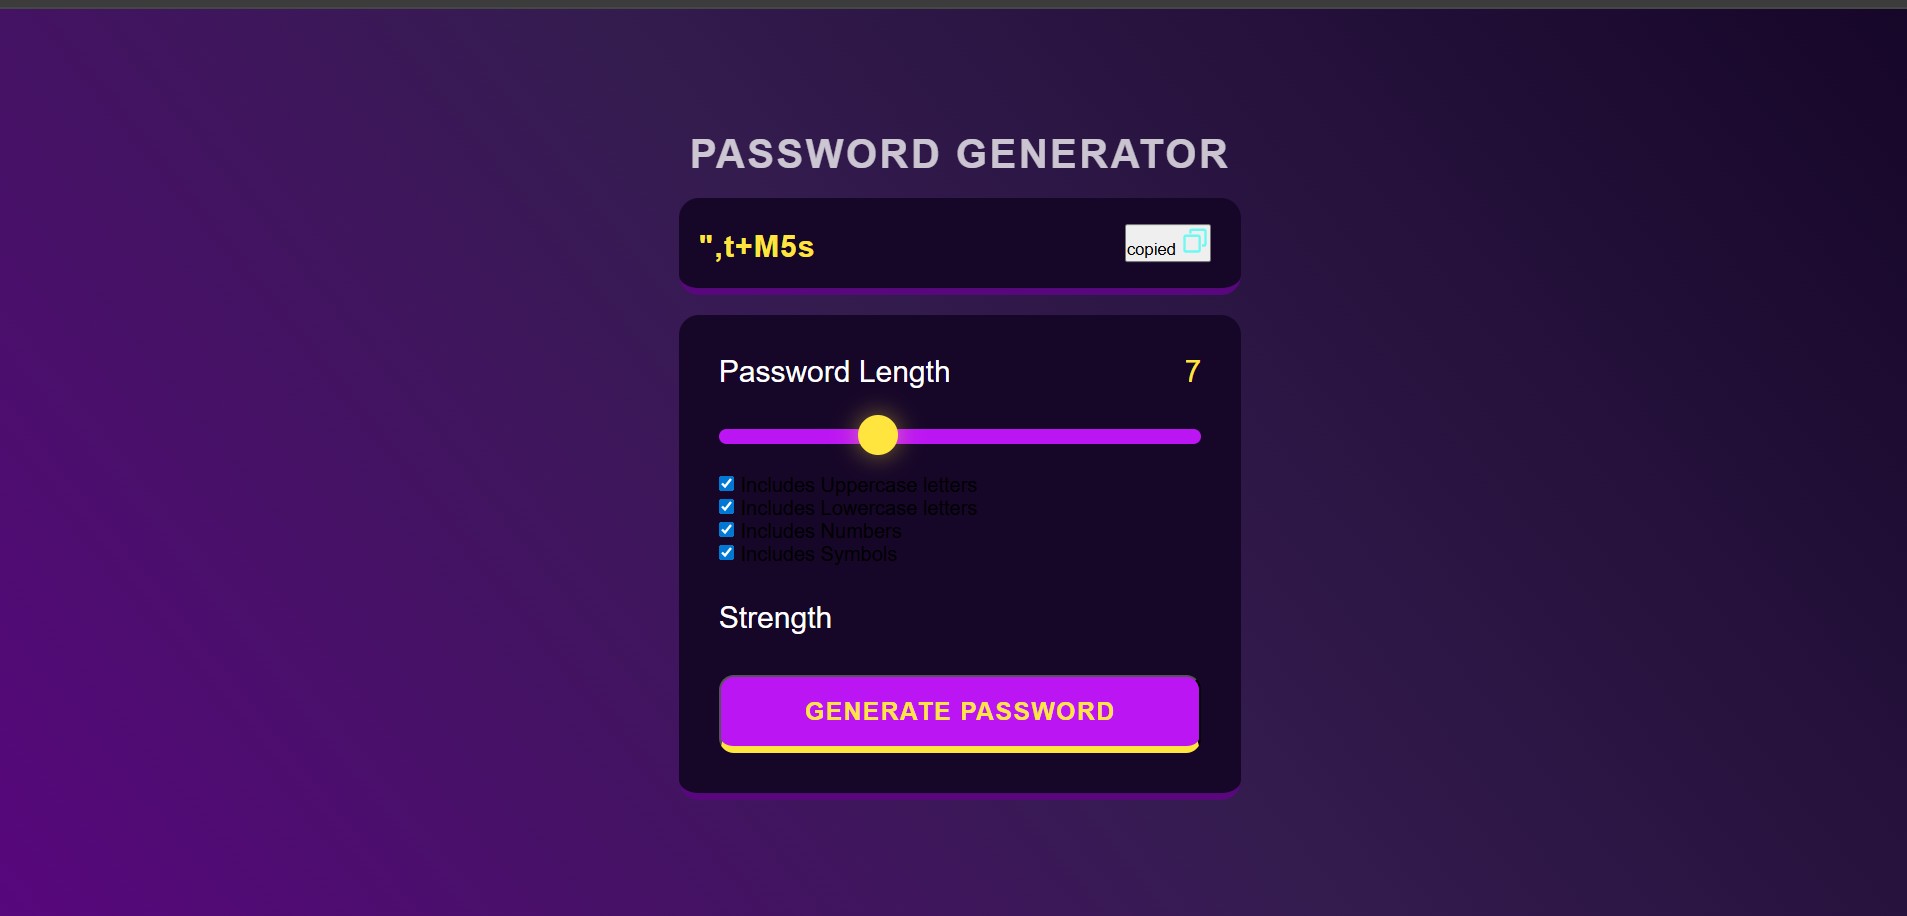 PASSWORD GENERATOR
",t+M5s
copied
Password Length 7
Includes Uppercase letters
Includes Lowercase letters
Includes Numbers
Includes Symbols
Strength
GENERATE PASSWORD